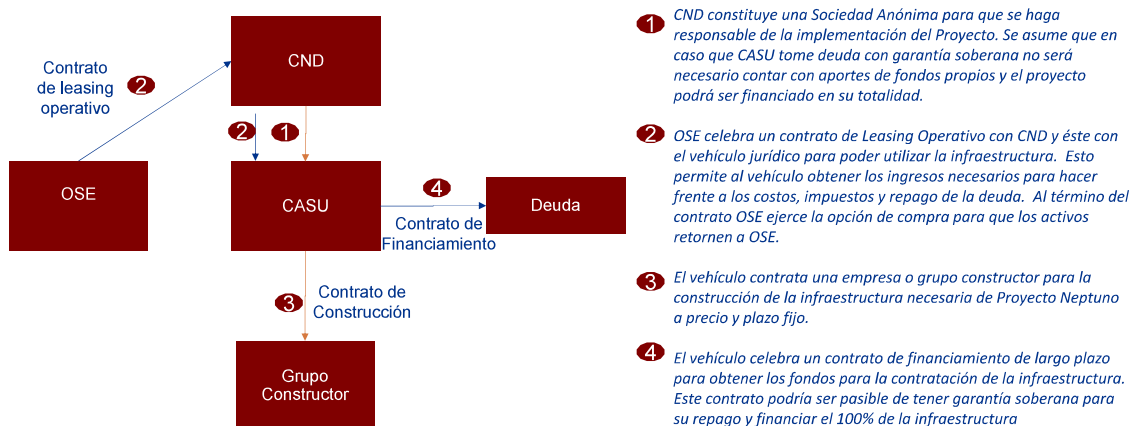 CND
Contrato
de leasing
operativo
2
2
1
OSE
CASU
4
Deuda
Contrato de
Financiamiento
3
Contrato de
Construcción
Grupo
Constructor
1
CND constituye una Sociedad Anónima para que se haga
responsable de la implementación del Proyecto. Se asume que en
caso que CASU tome deuda con garantía soberana no será
necesario contar con aportes de fondos propios y el proyecto
podrá ser financiado en su totalidad.
2
OSE celebra un contrato de Leasing Operativo con CND y éste con
el vehículo jurídico para poder utilizar la infraestructura. Esto
permite al vehículo obtener los ingresos necesarios para hacer
frente a los costos, impuestos y repago de la deuda. Al término del
contrato OSE ejerce la opción de compra para que los activos
retornen a OSE.
3
El vehículo contrata una empresa o grupo constructor para la
construcción de la infraestructura necesaria de Proyecto Neptuno
a precio y plazo fijo.
4
El vehículo celebra un contrato de financiamiento de largo plazo
para obtener los fondos para la contratación de la infraestructura.
Este contrato podría ser pasible de tener garantía soberana para
su repago y financiar el 100% de la infraestructura